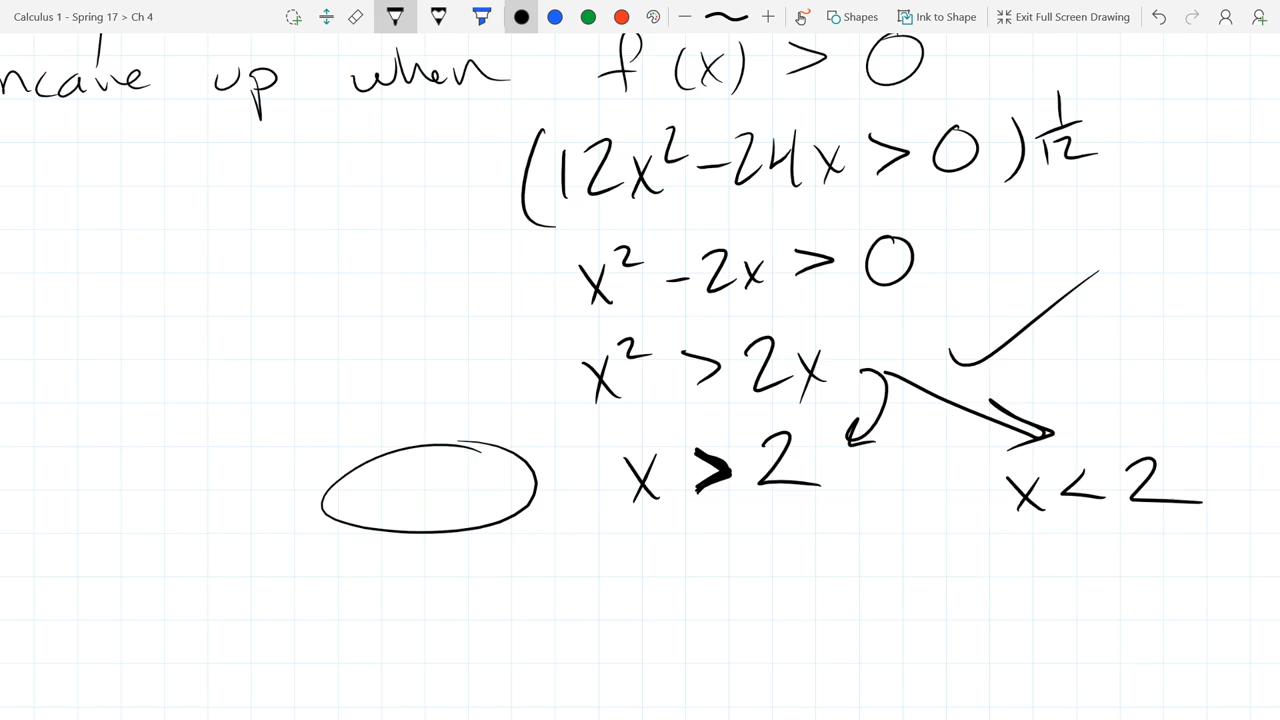 Calculus 1 - Spring 17 > Ch 4
Shapes
Ink to Shape
Exit Full Screen Drawing
up when f (x) > 0
(12x² - 24x > 0) 1/12
x² - 2x > 0
x² > 2x
x > 2
x < 2